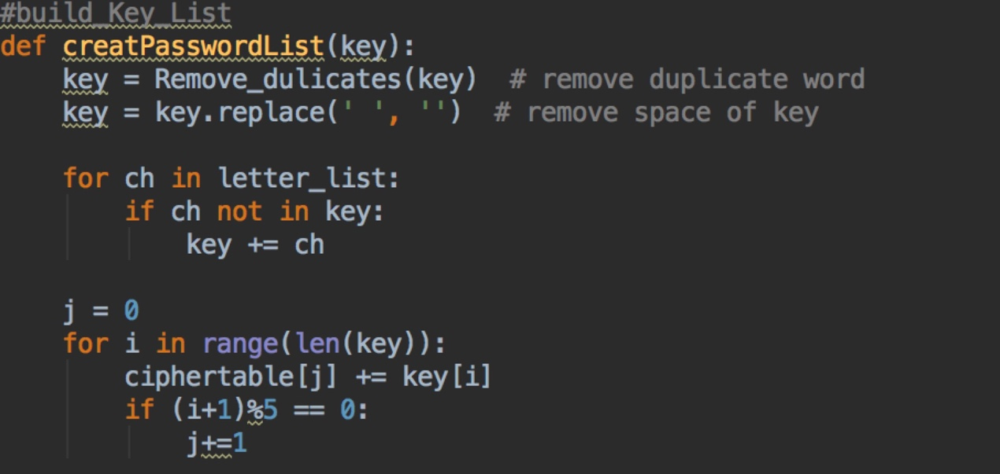 #build_Key_List
def creatPasswordList(key):
    key = Remove_dulicates(key)  # remove duplicate word
    key = key.replace(' ', '')  # remove space of key
    for ch in letter_list:
        if ch not in key:
            key += ch
    j = 0
    for i in range(len(key)):
        ciphertable[j] += key[i]
        if (i+1)%5 == 0:
            j+=1